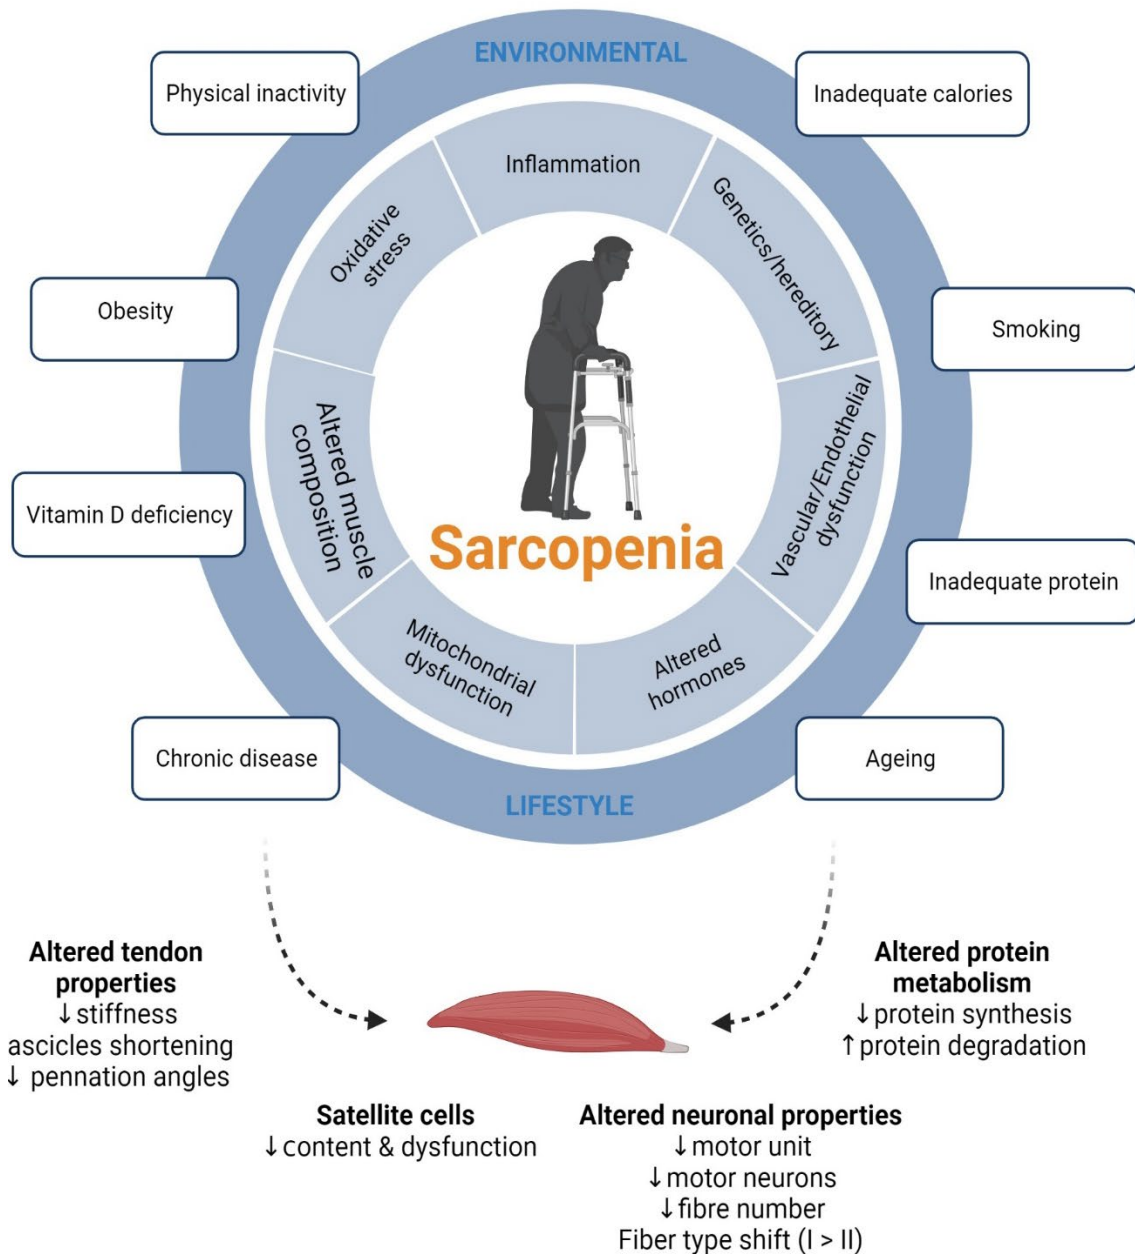 ENVIRONMENTAL
Physical inactivity
Inadequate calories
Inflammation
Oxidative
stress
Genetics/hereditory
Obesity
Smoking
Altered muscle
composition
Vascular/Endothelial
dysfunction
Vitamin D deficiency
Sarcopenia
Inadequate protein
Mitochondrial
dysfunction
Altered
hormones
Chronic disease
Ageing
LIFESTYLE
Altered tendon
properties
↓stiffness
ascicles shortening
↓ pennation angles
Altered protein
metabolism
↓protein synthesis
↑protein degradation
Satellite cells
↓content & dysfunction
Altered neuronal properties
↓motor unit
↓motor neurons
↓fibre number
Fiber type shift (I > II)